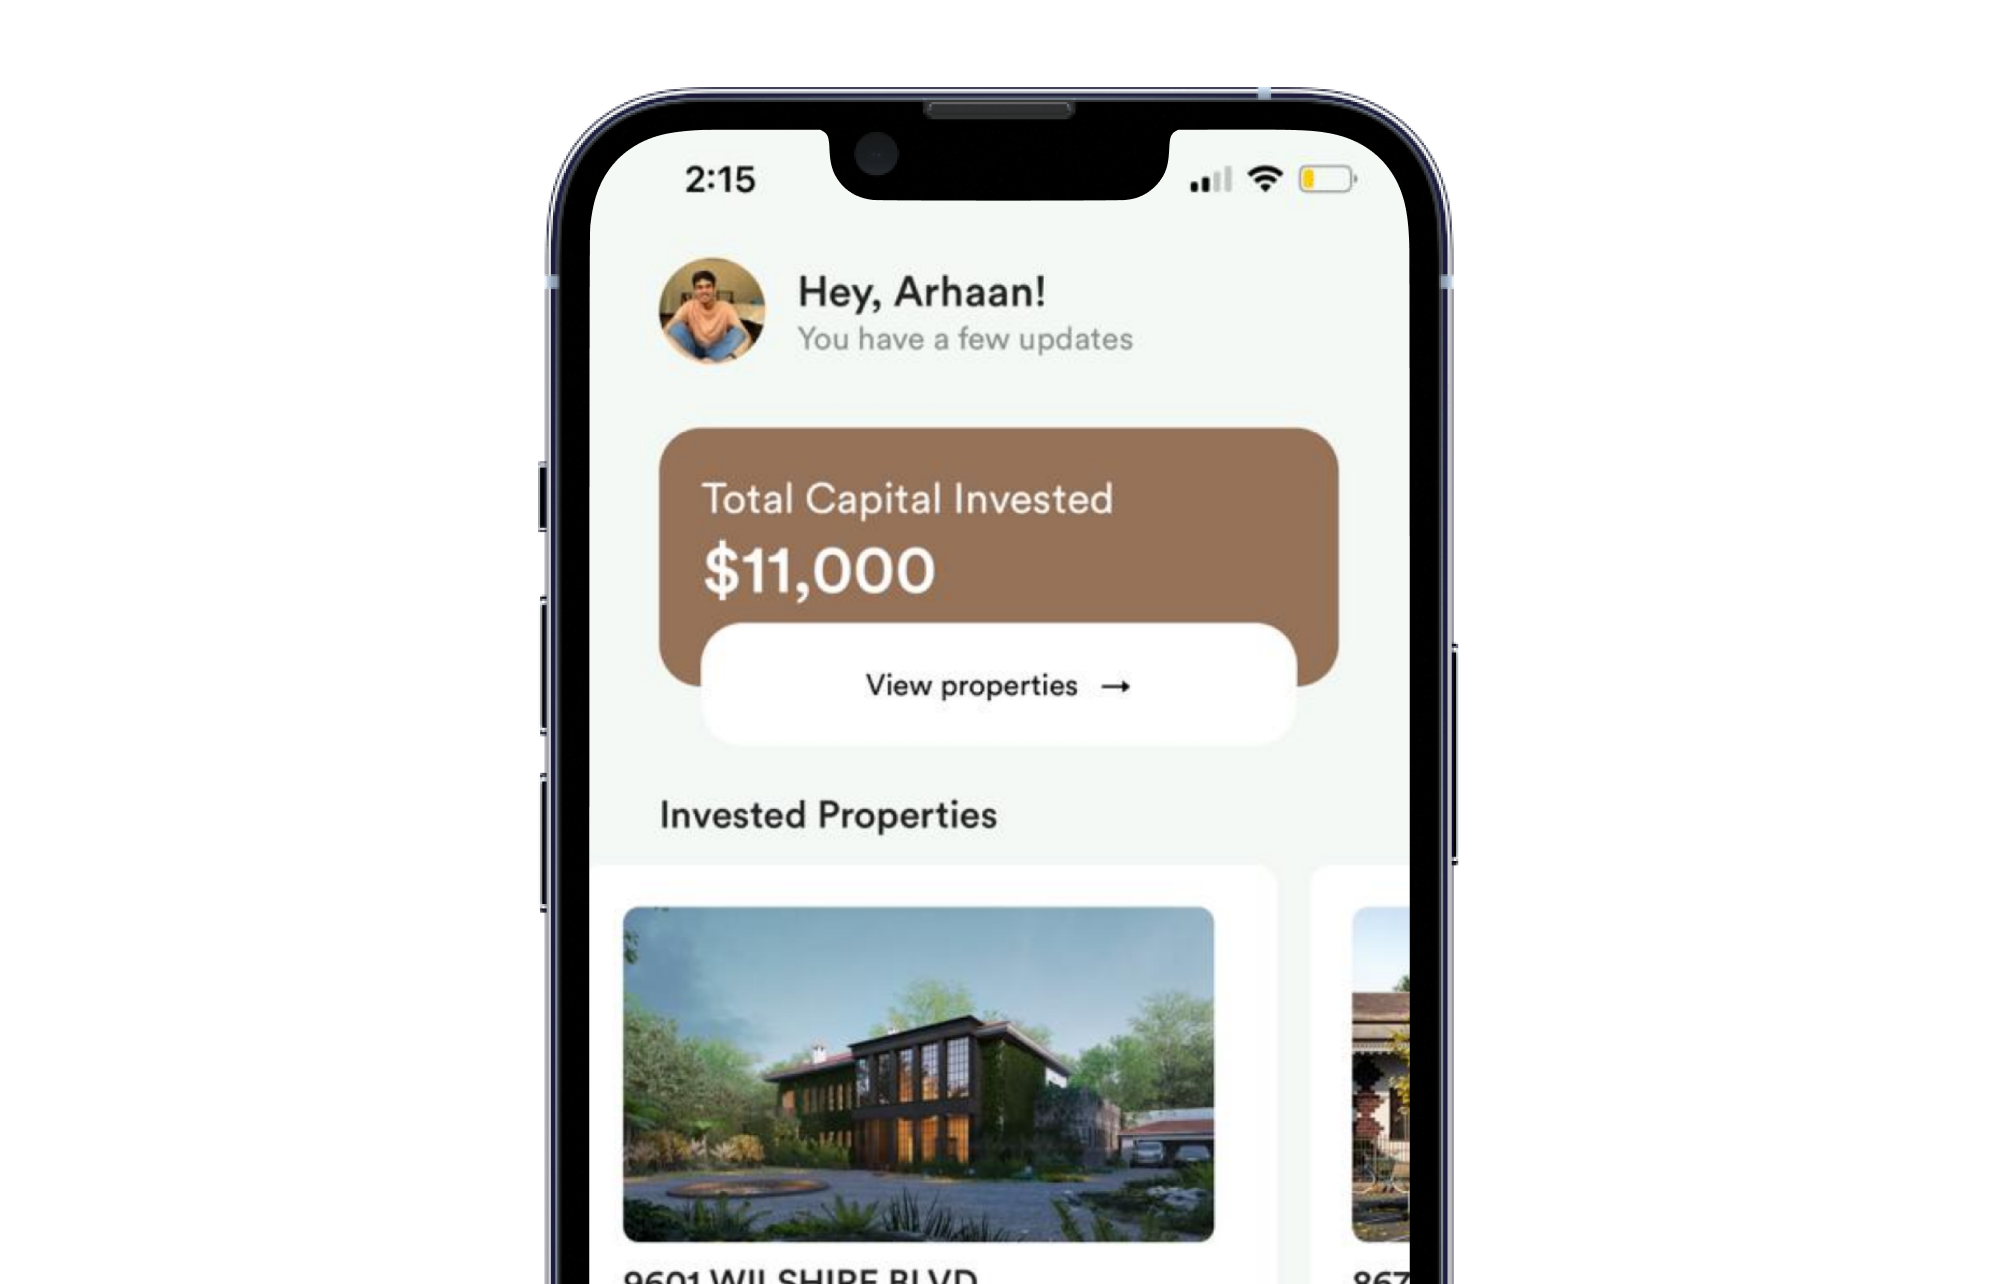 2:15
Hey, Arhaan!
You have a few updates
Total Capital Invested
$11,000
View properties →
Invested Properties
9601 WILSHIRE BLVD
867